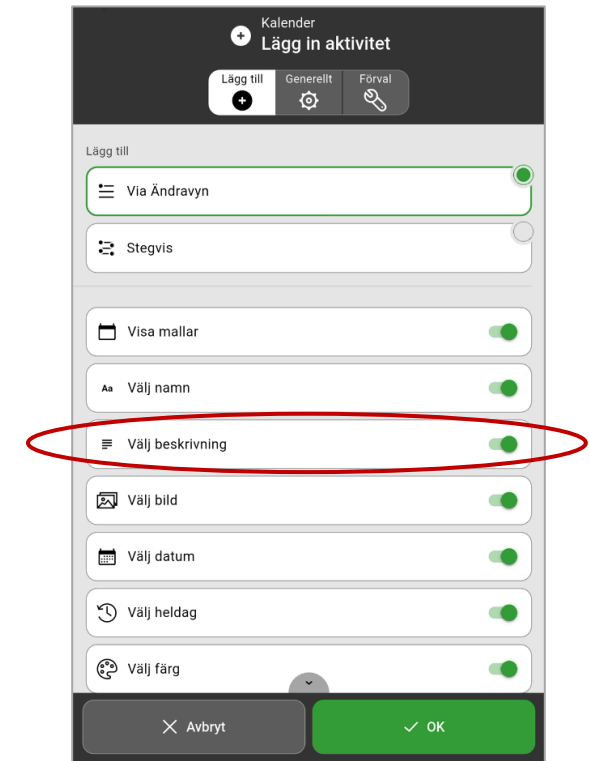 Kalender
Lägg in aktivitet
Lägg till
Generellt
Förval
Lägg till
Via Ändravyn
Stegvis
Visa mallar
Aa Välj namn
Välj beskrivning
Välj bild
Välj datum
Välj heldag
Välj färg
Avbryt
OK